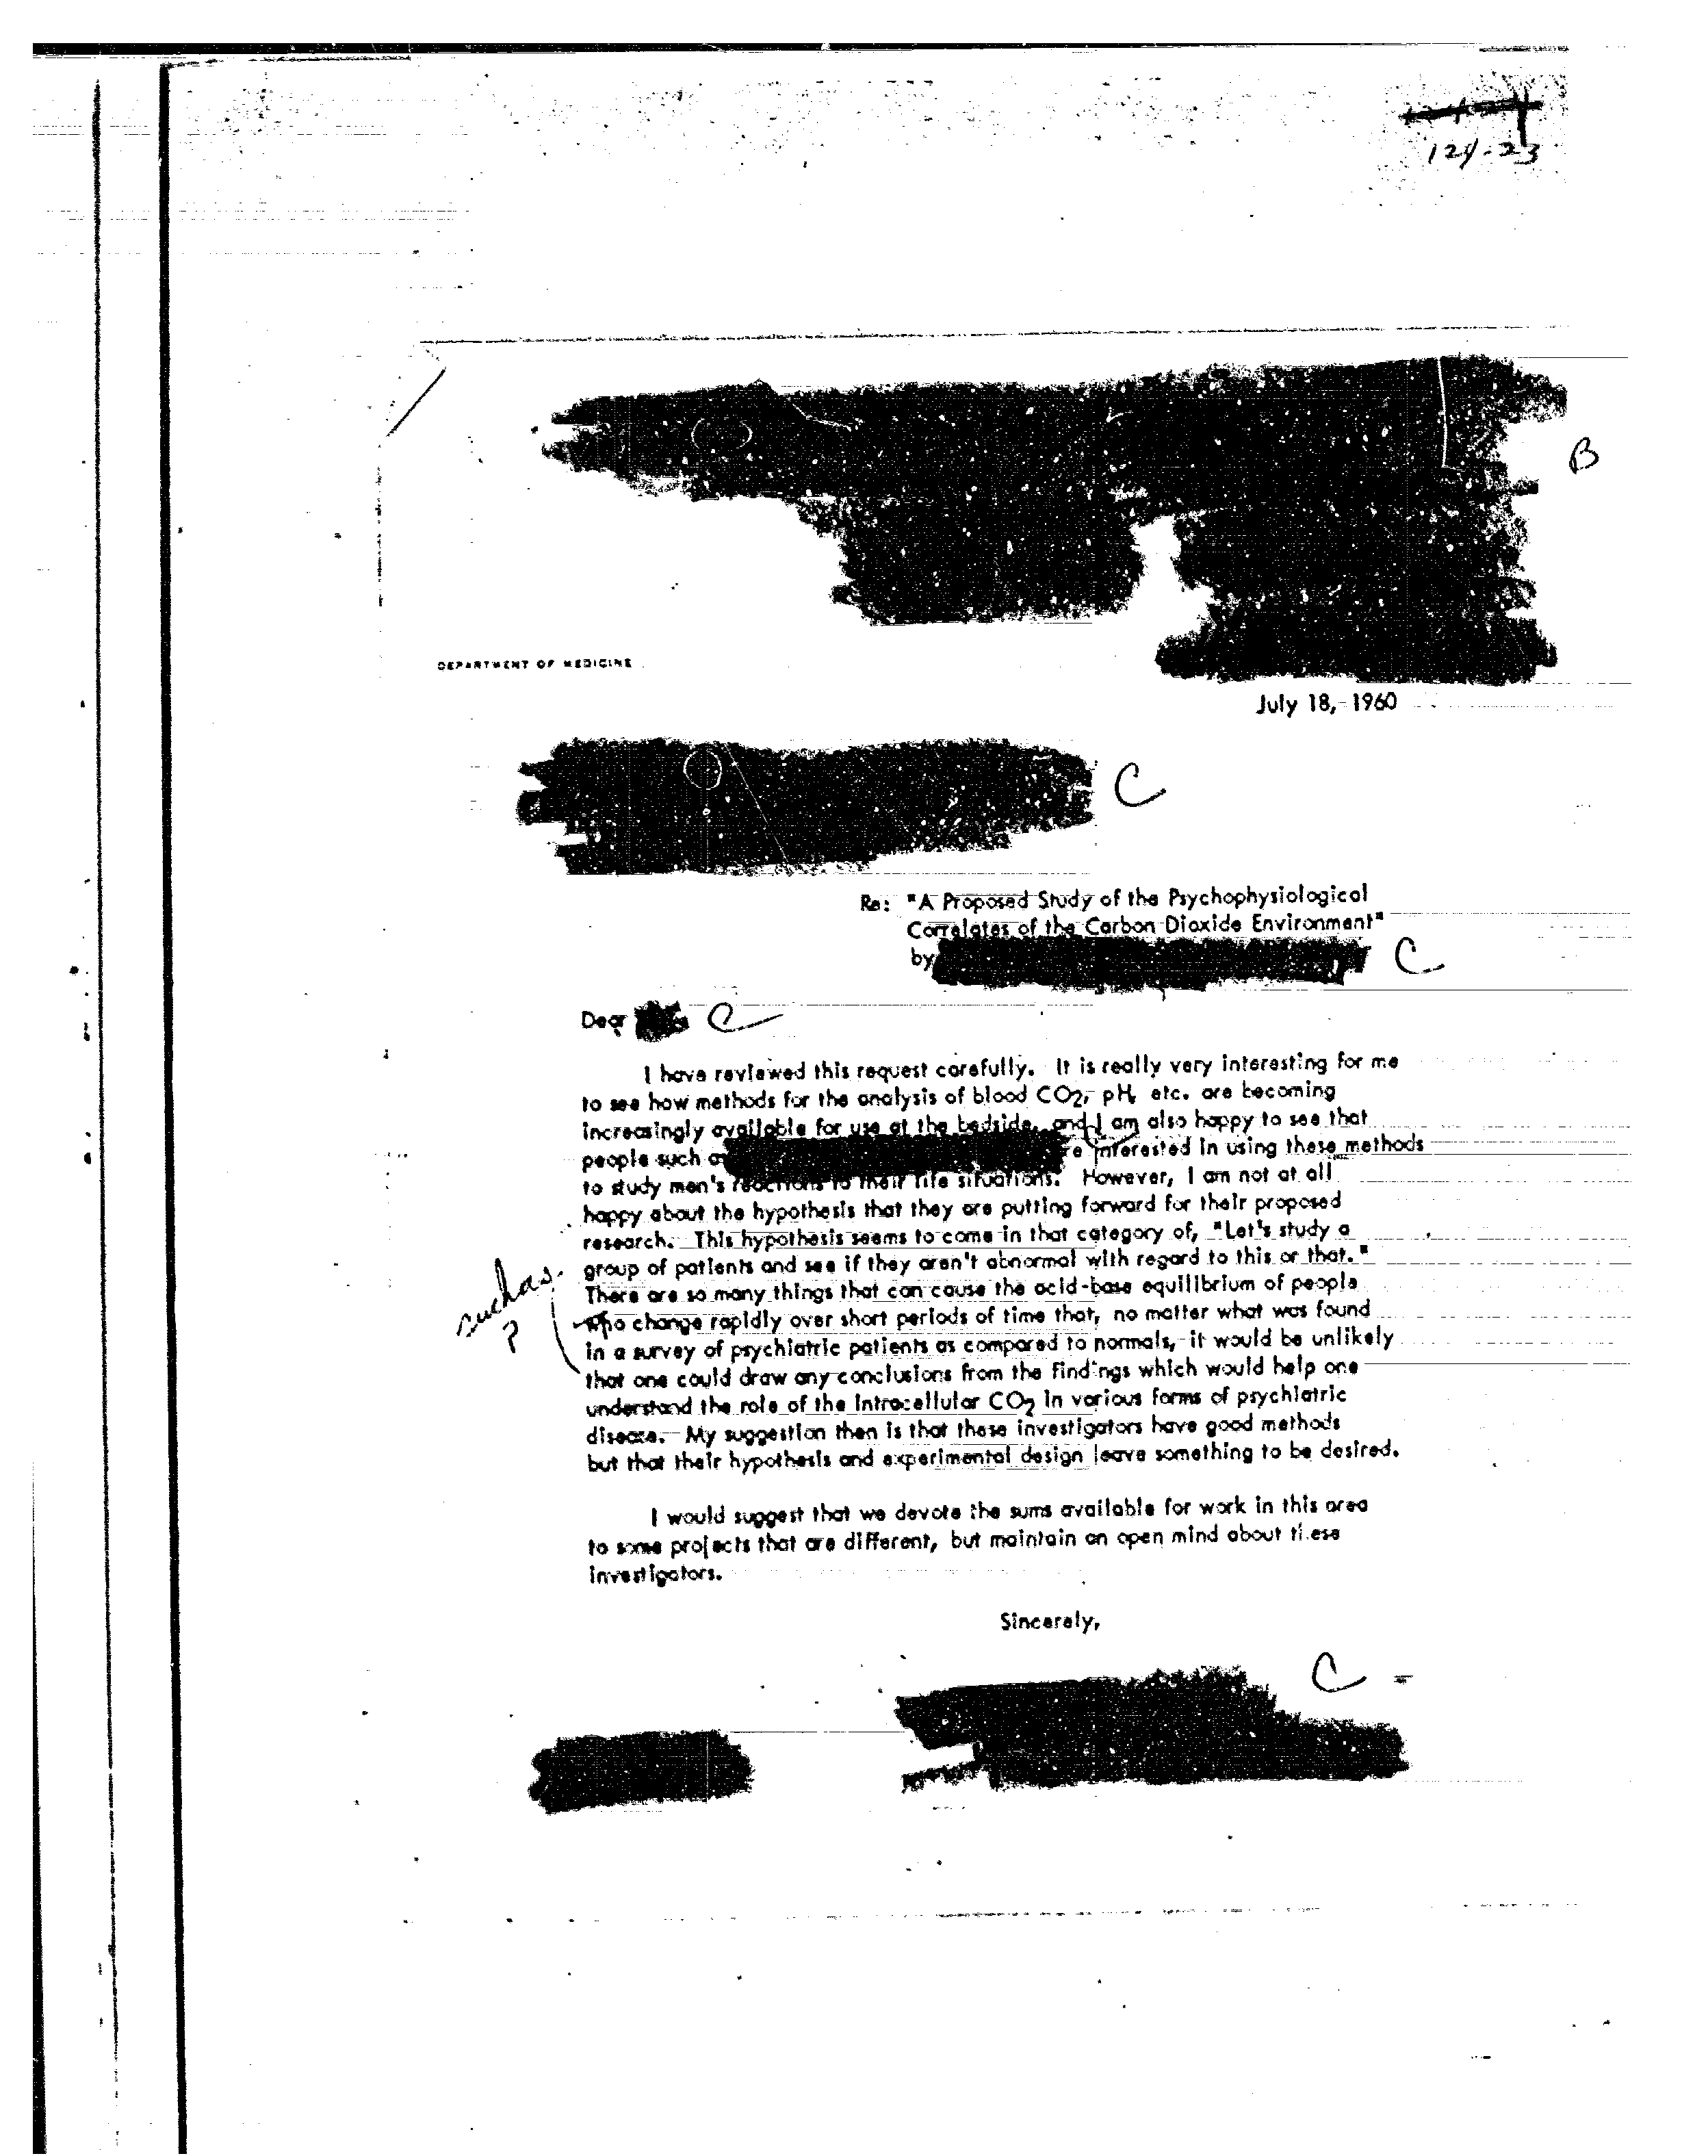 124-23
B
DEPARTMENT OF MEDICINE
July 18, 1960
C
Re: "A Proposed Study of the Psychophysiological
Correlates of the Carbon Dioxide Environment"
by
C
Dear
C
I have reviewed this request carefully. It is really very interesting for me
to see how methods for the analysis of blood CO2, pH, etc. are becoming
increasingly available for use at the bedside, and I am also happy to see that
people such as re interested in using these methods
to study men's reactions to their life situations. However, I am not at all
happy about the hypothesis that they are putting forward for their proposed
research. This hypothesis seems to come in that category of, "Let's study a
group of patients and see if they aren't abnormal with regard to this or that."
There are so many things that can cause the acid-base equilibrium of people
who change rapidly over short periods of time that, no matter what was found
in a survey of psychiatric patients as compared to normals, it would be unlikely
that one could draw any conclusions from the findings which would help one
understand the role of the intracellular CO2 in various forms of psychiatric
disease. My suggestion then is that these investigators have good methods
but that their hypothesis and experimental design leave something to be desired.
such as
?
I would suggest that we devote the sums available for work in this area
to some projects that are different, but maintain an open mind about these
investigators.
Sincerely,
C